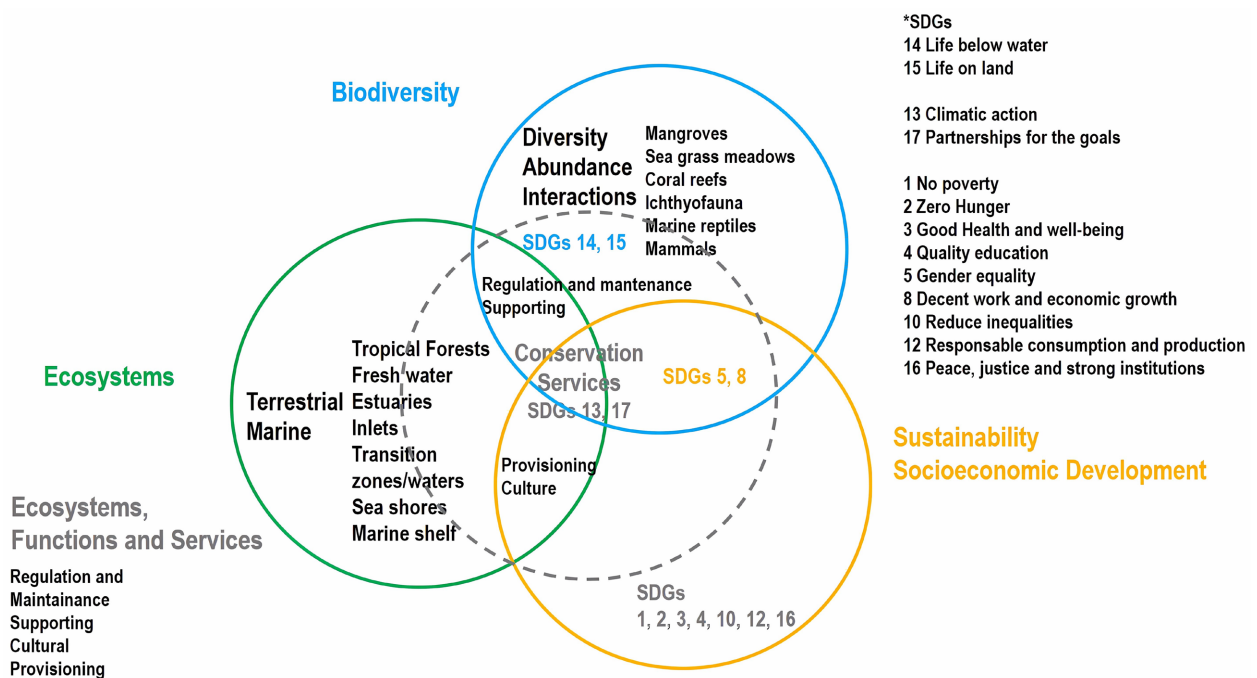 *SDGs
14 Life below water
15 Life on land
13 Climatic action
17 Partnerships for the goals
1 No poverty
2 Zero Hunger
3 Good Health and well-being
4 Quality education
5 Gender equality
8 Decent work and economic growth
10 Reduce inequalities
12 Responsable consumption and production
16 Peace, justice and strong institutions
Biodiversity
Diversity
Abundance
Interactions
SDGs 14, 15
Mangroves
Sea grass meadows
Coral reefs
Ichthyofauna
Marine reptiles
Mammals
Regulation and mantenance
Supporting
Conservation
Services
SDGs 13, 17
SDGs 5, 8
Ecosystems
Terrestrial
Marine
Tropical Forests
Fresh water
Estuaries
Inlets
Transition
zones/waters
Sea shores
Marine shelf
Provisioning
Culture
Sustainability
Socioeconomic Development
SDGs
1, 2, 3, 4, 10, 12, 16
Ecosystems,
Functions and Services
Regulation and
Maintainance
Supporting
Cultural
Provisioning